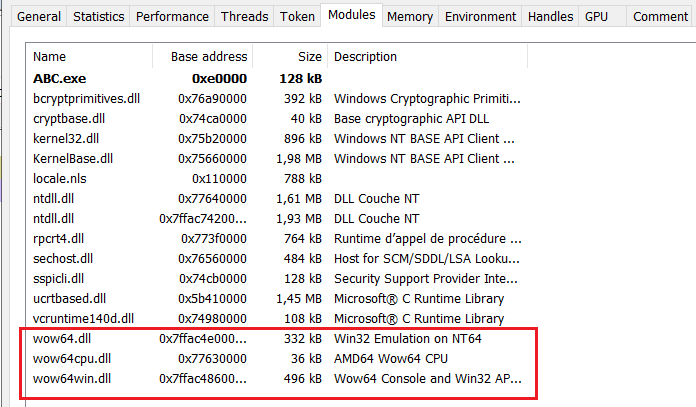 General Statistics Performance Threads Token Modules Memory Environment Handles GPU Comment
Name Base address Size Description
ABC.exe 0xe0000 128 kB
bcryptprimitives.dll 0x76a90000 392 kB Windows Cryptographic Primiti...
cryptbase.dll 0x74ca0000 40 kB Base cryptographic API DLL
kernel32.dll 0x75b20000 896 kB Windows NT BASE API Client ...
KernelBase.dll 0x75660000 1,98 MB Windows NT BASE API Client ...
locale.nls 0x110000 788 kB
ntdll.dll 0x77640000 1,61 MB DLL Couche NT
ntdll.dll 0x7ffac74200... 1,93 MB DLL Couche NT
rpcrt4.dll 0x773f0000 764 kB Runtime d’appel de procédure ...
sechost.dll 0x76560000 484 kB Host for SCM/SDDL/LSA Looku...
sspicli.dll 0x74cb0000 128 kB Security Support Provider Inte...
ucrtbased.dll 0x5b410000 1,45 MB Microsoft® C Runtime Library
vcruntime140d.dll 0x74980000 108 kB Microsoft® C Runtime Library
wow64.dll 0x7ffac4e000... 332 kB Win32 Emulation on NT64
wow64cpu.dll 0x77630000 36 kB AMD64 Wow64 CPU
wow64win.dll 0x7ffac48600... 496 kB Wow64 Console and Win32 AP...